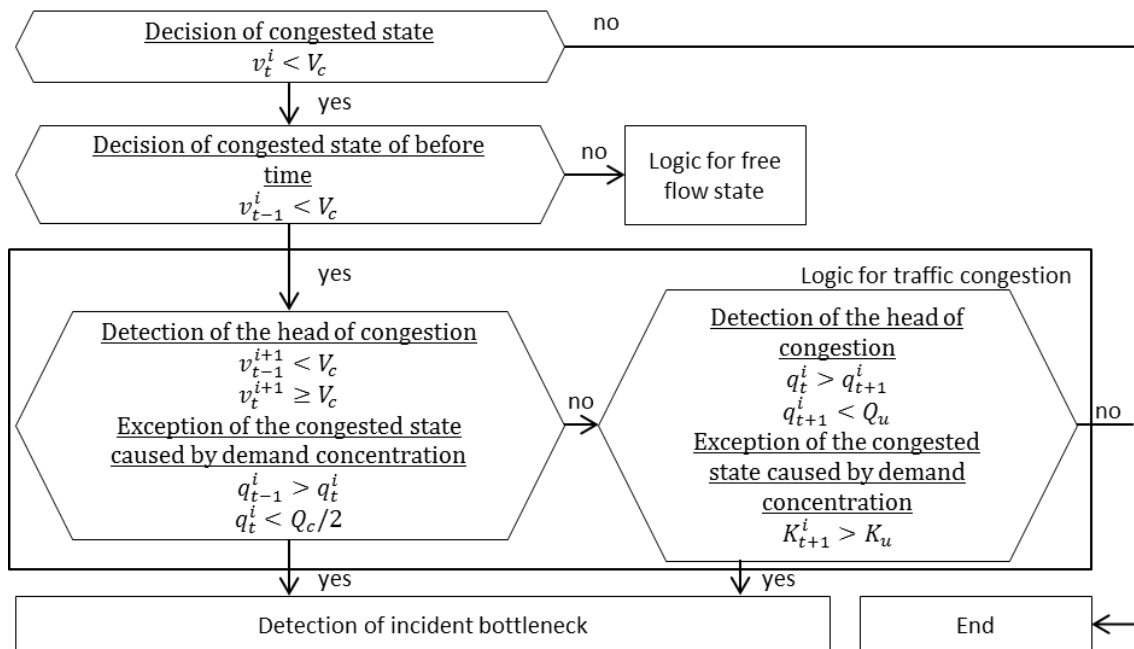 Decision of congested state
no
$v_t^i < V_c$
yes
Decision of congested state of before
time
$v_{t-1}^i < V_c$
no
Logic for free
flow state
yes
Logic for traffic congestion
Detection of the head of congestion
$v_{t-1}^{i+1} < V_c$
$v_t^{i+1} \geq V_c$
Exception of the congested state
caused by demand concentration
$q_{t-1}^i > q_t^i$
$q_t^i < Q_c/2$
no
Detection of the head of
congestion
$q_t^i > q_{t+1}^i$
$q_{t+1}^i < Q_u$
Exception of the congested
state caused by demand
concentration
$K_{t+1}^i > K_u$
no
yes
yes
Detection of incident bottleneck
End